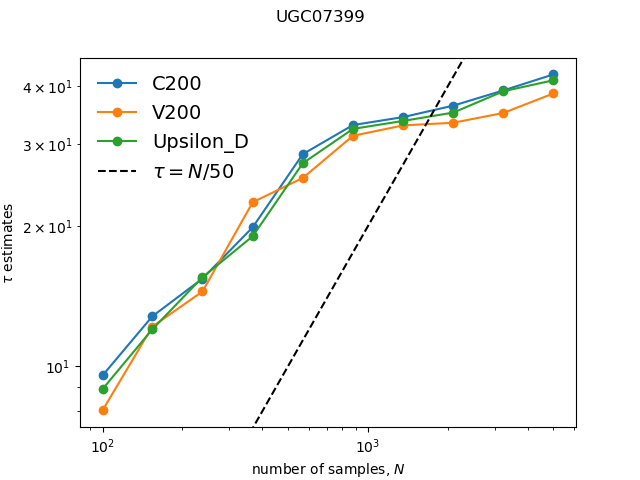 UGC07399
C200
V200
Upsilon_D
τ = N/50
4 × 10¹
3 × 10¹
2 × 10¹
10¹
τ estimates
10²
10³
number of samples, N